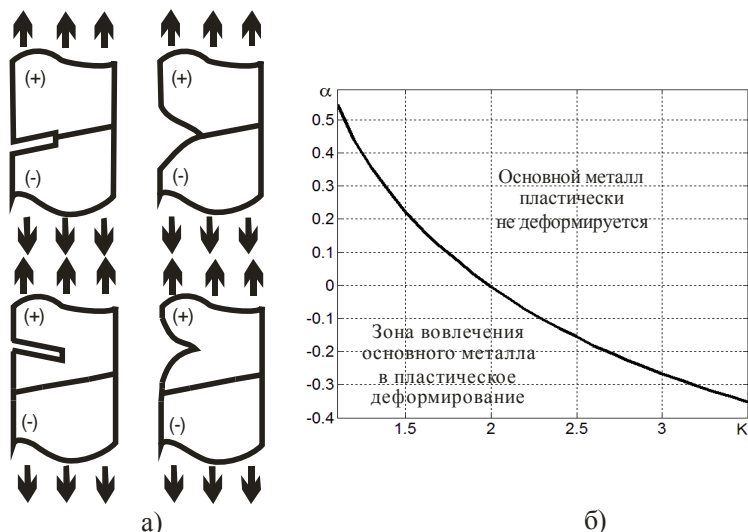 (+)
(+)
(-)
(-)
(+)
(+)
(-)
(-)
а)
α
0.5
0.4
0.3
0.2
0.1
0
-0.1
-0.2
-0.3
-0.4
Основной металл
пластически
не деформируется
Зона вовлечения
основного металла
в пластическое
деформирование
1.5
2
2.5
3
K
б)